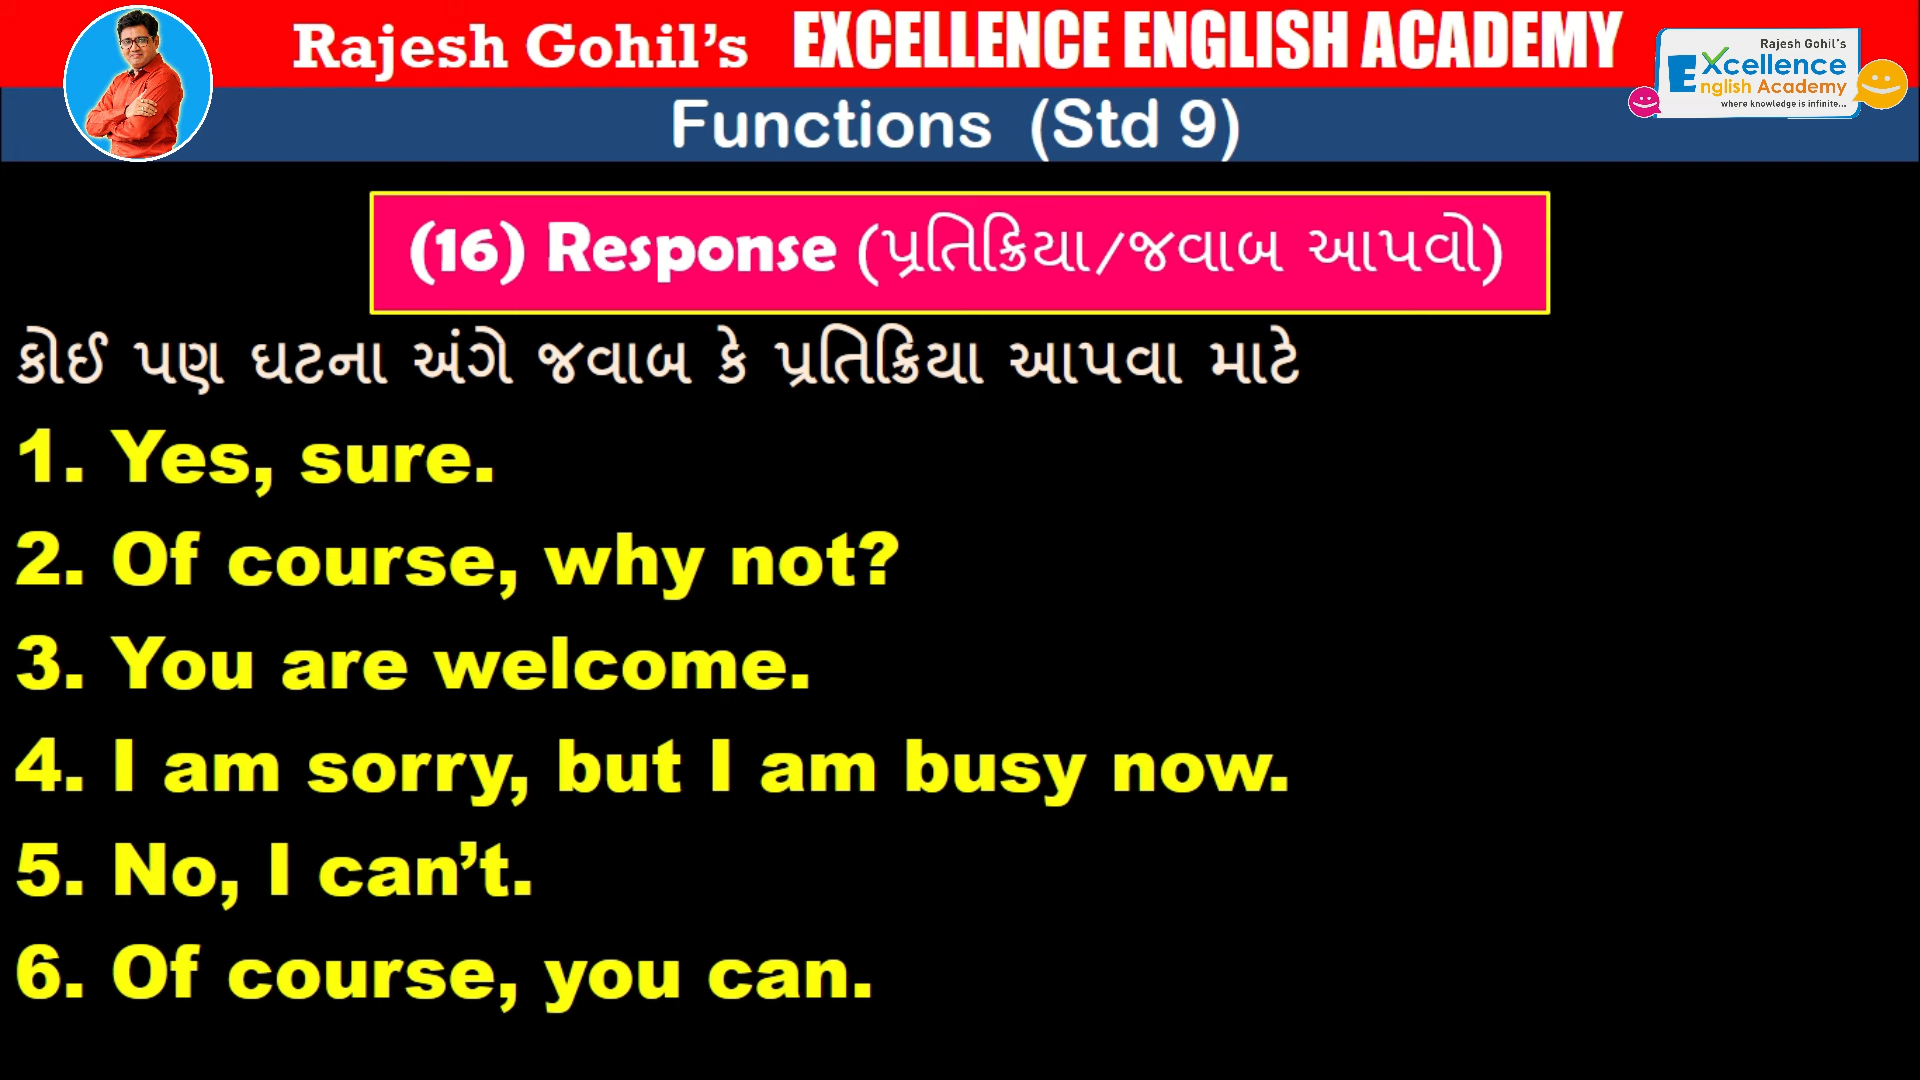 Rajesh Gohil’s EXCELLENCE ENGLISH ACADEMY
Rajesh Gohil's
Excellence
English Academy
where knowledge is infinite...
Functions (Std 9)
(16) Response (પ્રતિક્રિયા/જવાબ આપવો)
કોઈ પણ ઘટના અંગે જવાબ કે પ્રતિક્રિયા આપવા માટે
1. Yes, sure.
2. Of course, why not?
3. You are welcome.
4. I am sorry, but I am busy now.
5. No, I can’t.
6. Of course, you can.